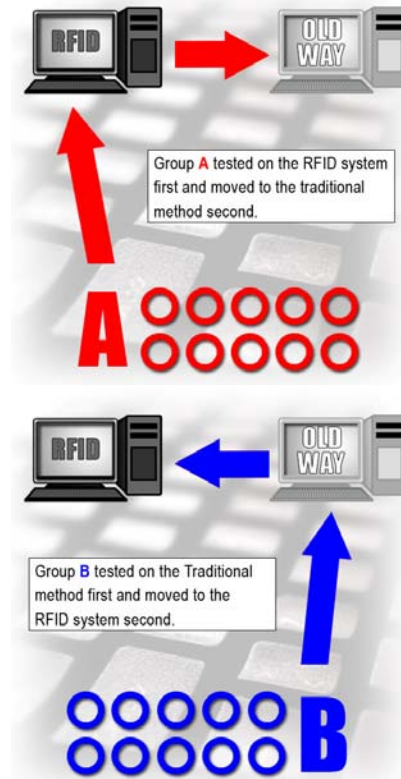 RFID
OLD
WAY
Group A tested on the RFID system
first and moved to the traditional
method second.
A
RFID
OLD
WAY
Group B tested on the Traditional
method first and moved to the
RFID system second.
B